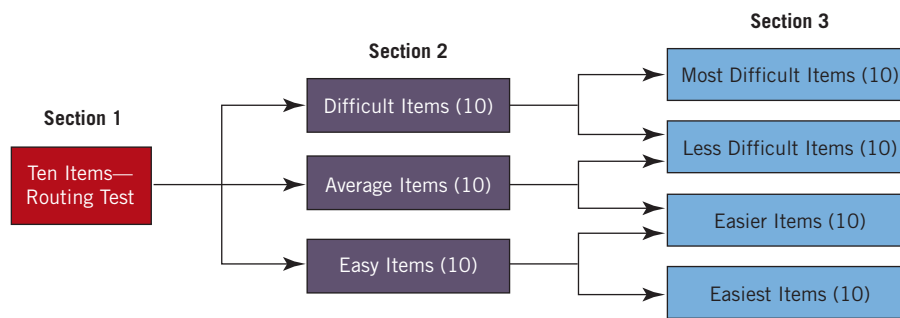 Section 1
Ten Items—
Routing Test
Section 2
Difficult Items (10)
Average Items (10)
Easy Items (10)
Section 3
Most Difficult Items (10)
Less Difficult Items (10)
Easier Items (10)
Easiest Items (10)